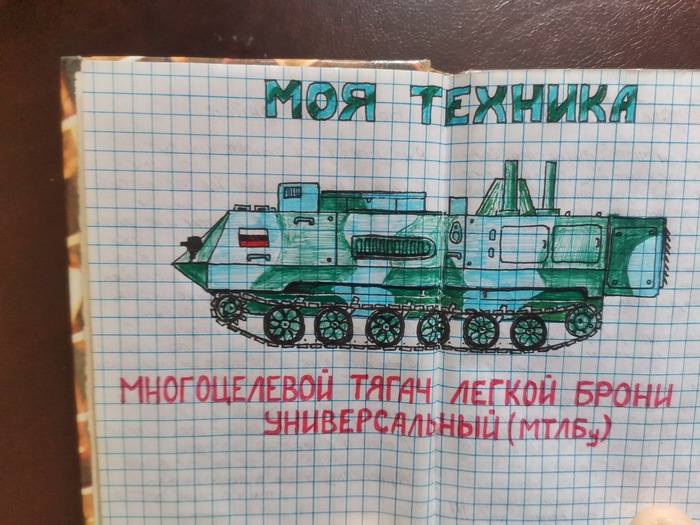 МОЯ ТЕХНИКА
МНОГОЦЕЛЕВОЙ ТЯГАЧ ЛЕГКОЙ БРОНИ
УНИВЕРСАЛЬНЫЙ (МТЛБу)